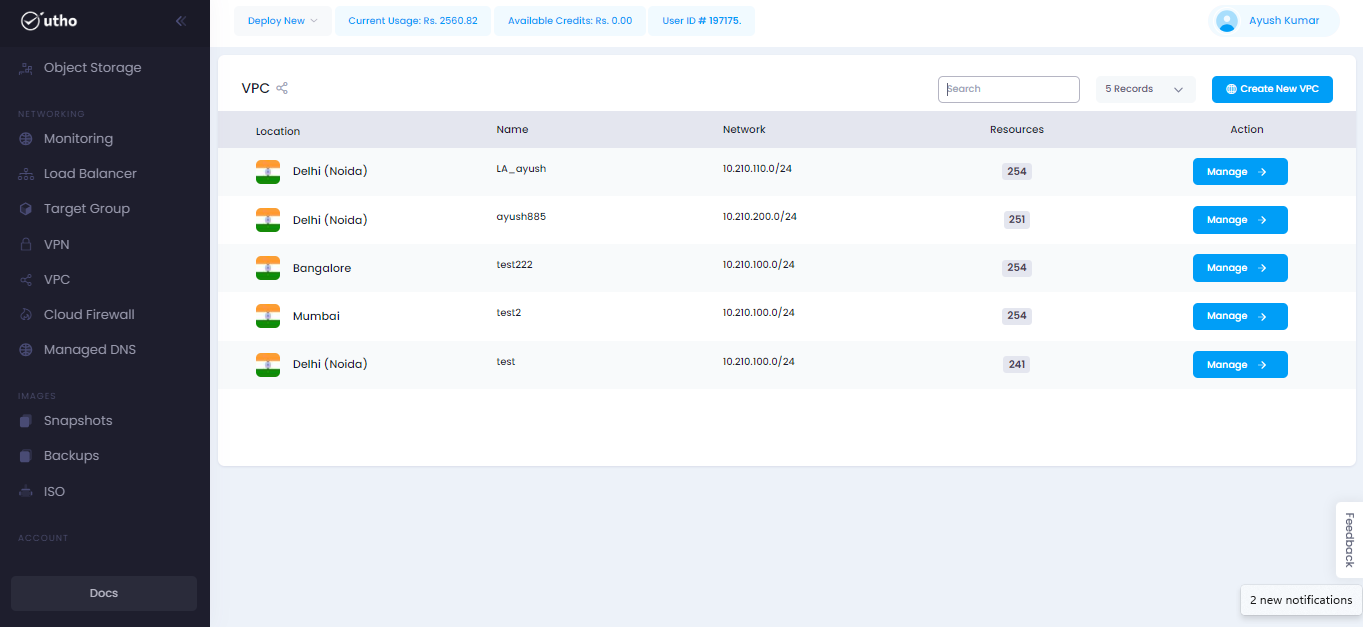 utho
Deploy New
Current Usage: Rs. 2560.82
Available Credits: Rs. 0.00
User ID # 197175.
Ayush Kumar
Object Storage
NETWORKING
Monitoring
Load Balancer
Target Group
VPN
VPC
Cloud Firewall
Managed DNS
IMAGES
Snapshots
Backups
ISO
ACCOUNT
Docs
VPC
Search
5 Records
Create New VPC
Location Name Network Resources Action
Delhi (Noida) LA_ayush 10.210.110.0/24 254 Manage
Delhi (Noida) ayush885 10.210.200.0/24 251 Manage
Bangalore test222 10.210.100.0/24 254 Manage
Mumbai test2 10.210.100.0/24 254 Manage
Delhi (Noida) test 10.210.100.0/24 241 Manage
Feedback
2 new notifications